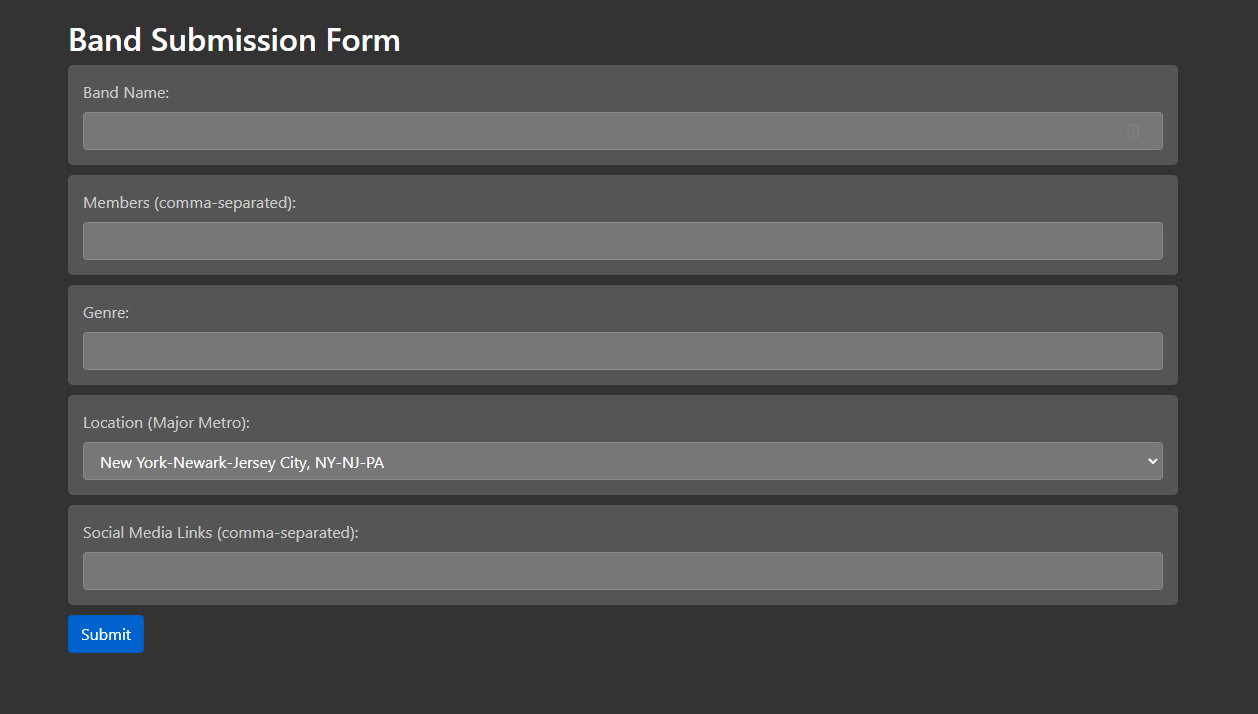 Band Submission Form
Band Name:
Members (comma-separated):
Genre:
Location (Major Metro):
New York-Newark-Jersey City, NY-NJ-PA
Social Media Links (comma-separated):
Submit